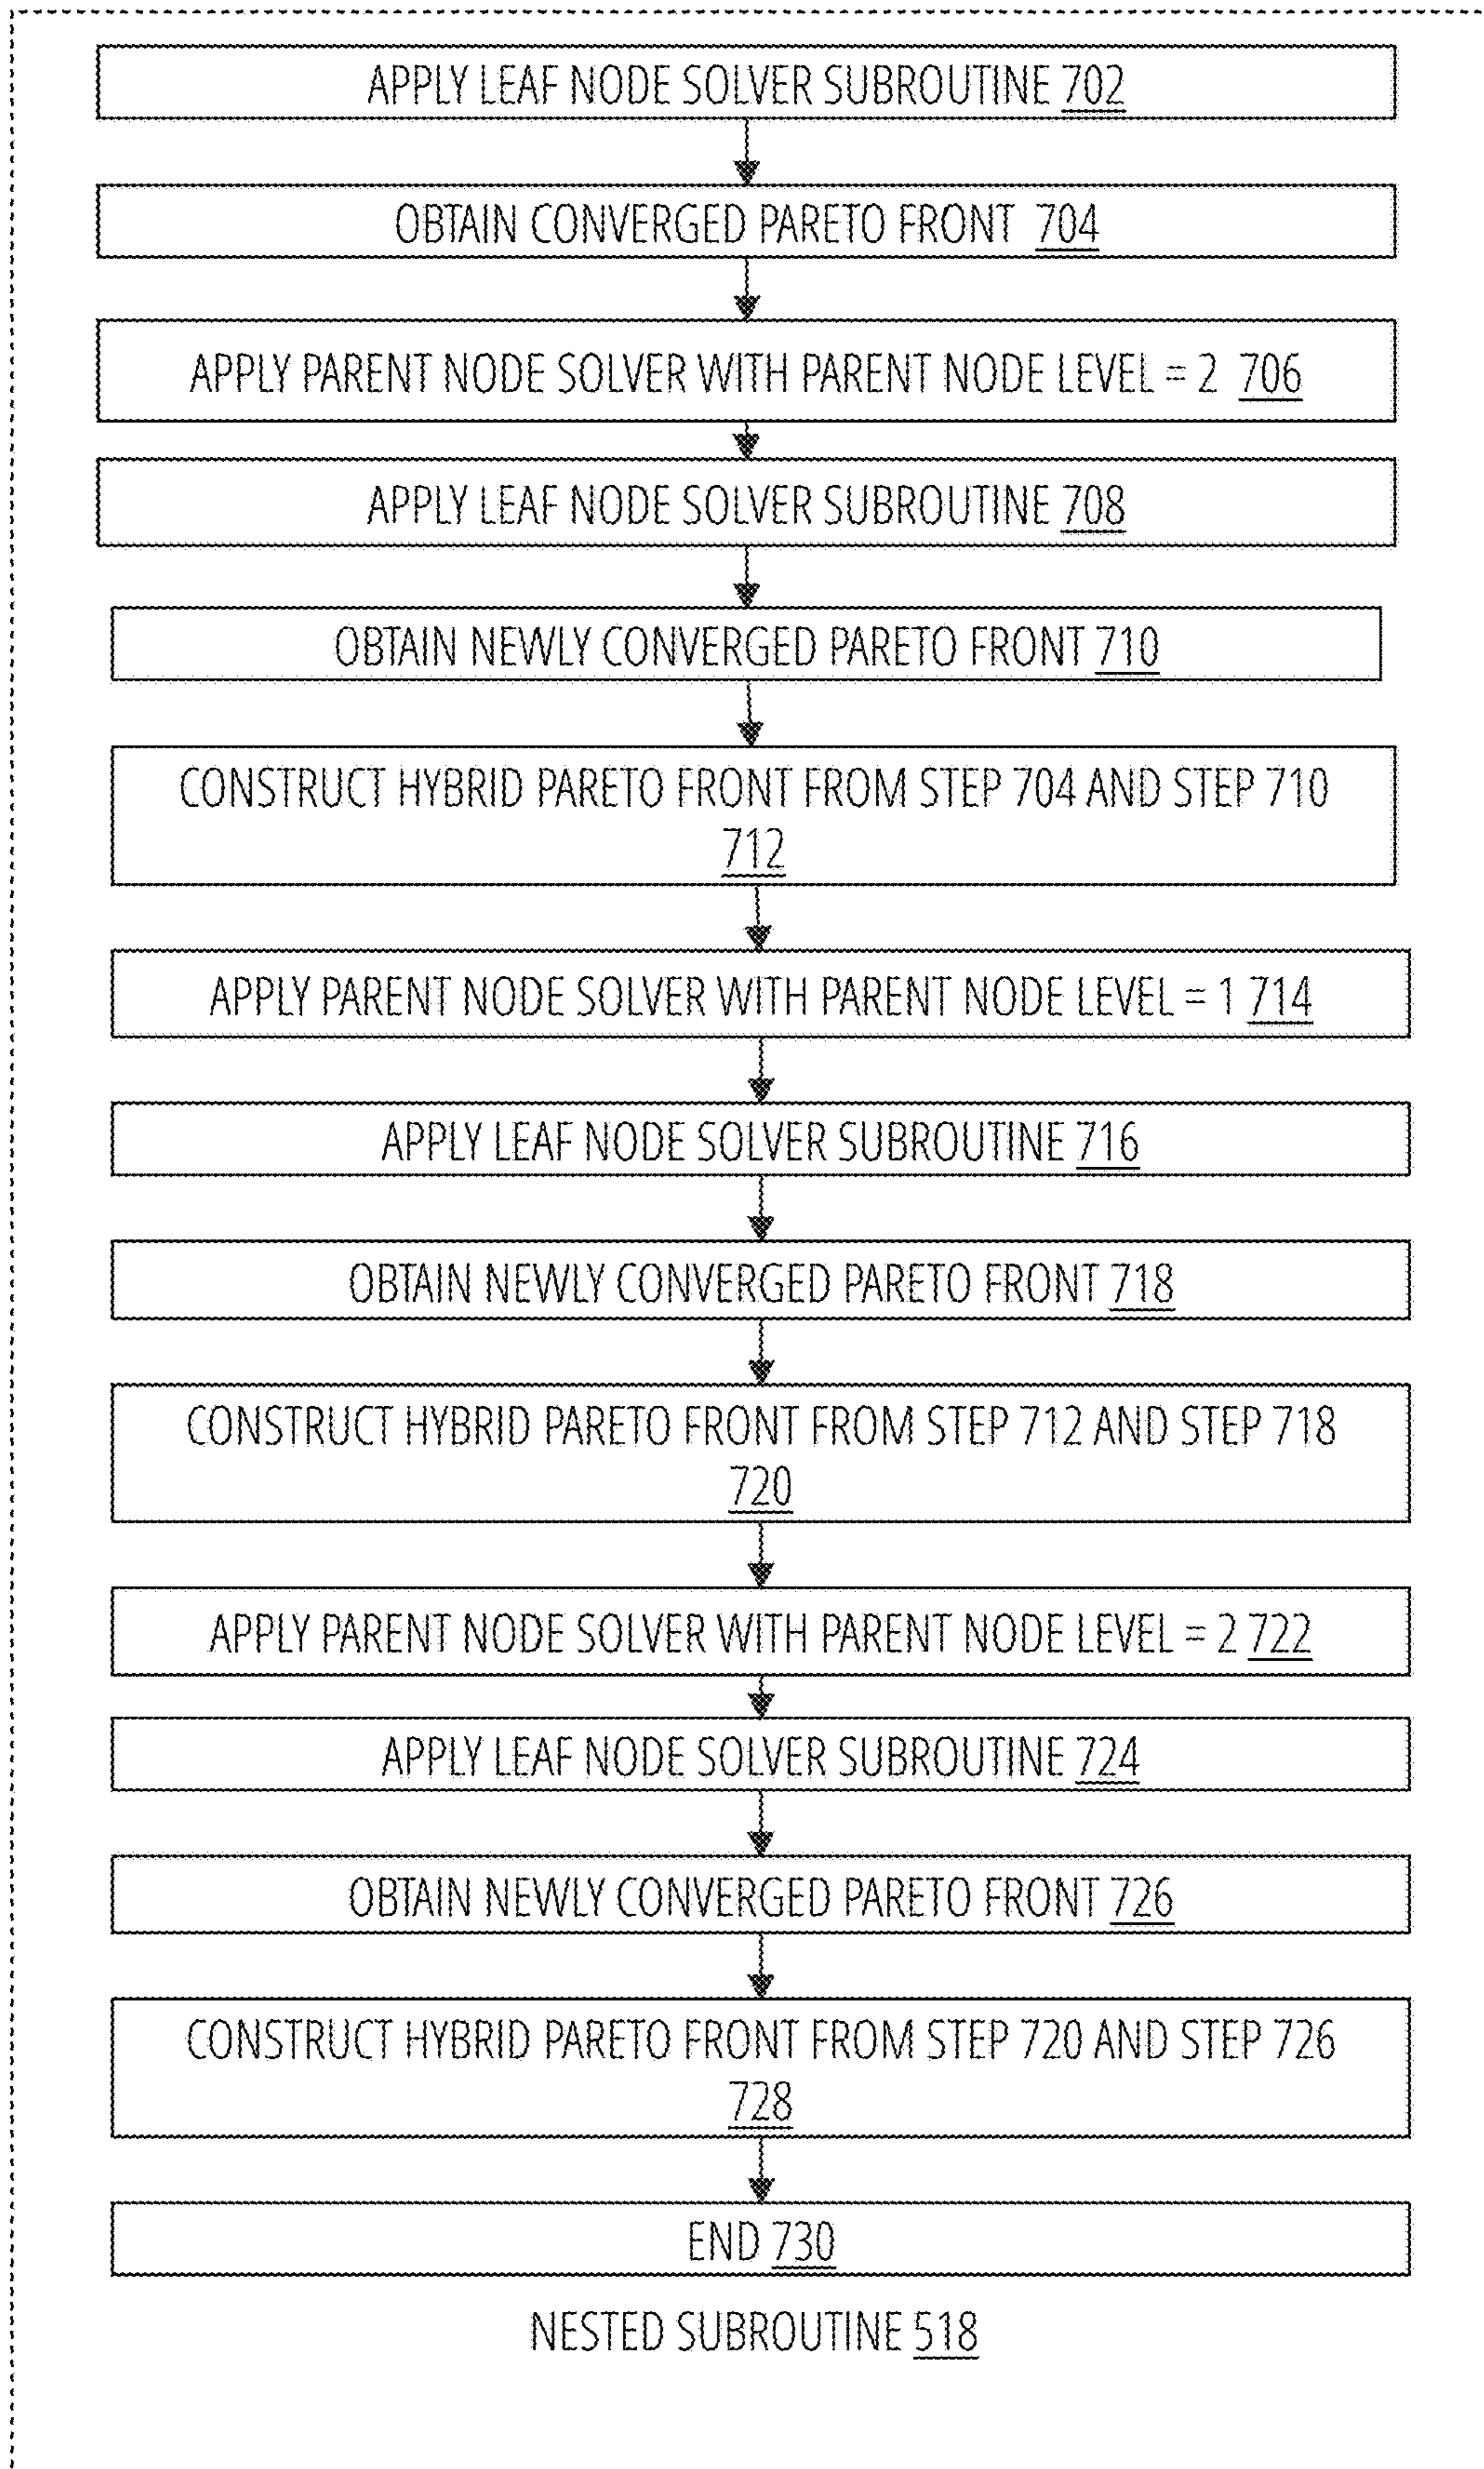 APPLY LEAF NODE SOLVER SUBROUTINE 702
OBTAIN CONVERGED PARETO FRONT 704
APPLY PARENT NODE SOLVER WITH PARENT NODE LEVEL = 2 706
APPLY LEAF NODE SOLVER SUBROUTINE 708
OBTAIN NEWLY CONVERGED PARETO FRONT 710
CONSTRUCT HYBRID PARETO FRONT FROM STEP 704 AND STEP 710
712
APPLY PARENT NODE SOLVER WITH PARENT NODE LEVEL = 1 714
APPLY LEAF NODE SOLVER SUBROUTINE 716
OBTAIN NEWLY CONVERGED PARETO FRONT 718
CONSTRUCT HYBRID PARETO FRONT FROM STEP 712 AND STEP 718
720
APPLY PARENT NODE SOLVER WITH PARENT NODE LEVEL = 2 722
APPLY LEAF NODE SOLVER SUBROUTINE 724
OBTAIN NEWLY CONVERGED PARETO FRONT 726
CONSTRUCT HYBRID PARETO FRONT FROM STEP 720 AND STEP 726
728
END 730
NESTED SUBROUTINE 518